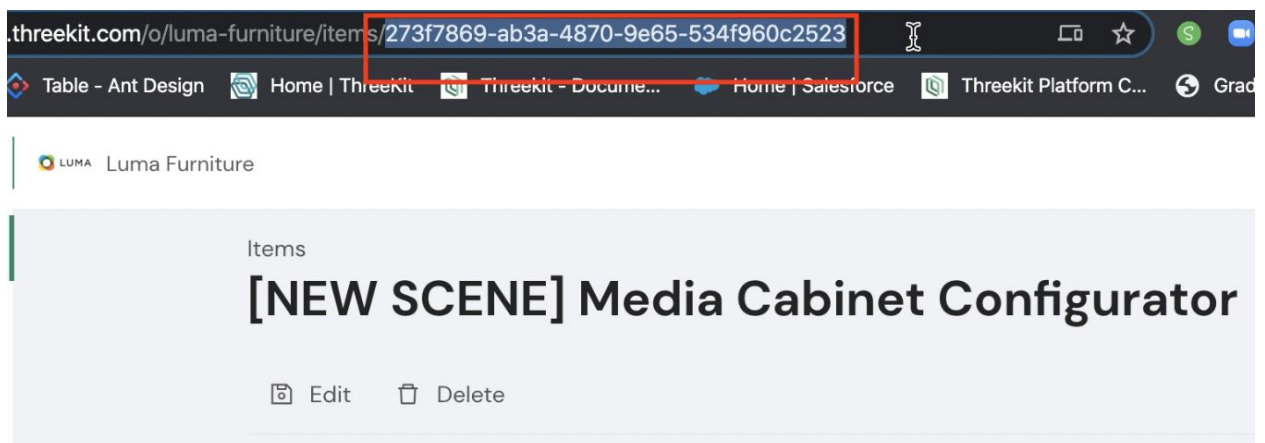 .threekit.com/o/luma-furniture/items/273f7869-ab3a-4870-9e65-534f960c2523 S
Table - Ant Design Home | ThreeKit Threekit - Docume... Home | Salesforce Threekit Platform C... Grad
LUMA Luma Furniture
Items
[NEW SCENE] Media Cabinet Configurator
Edit Delete